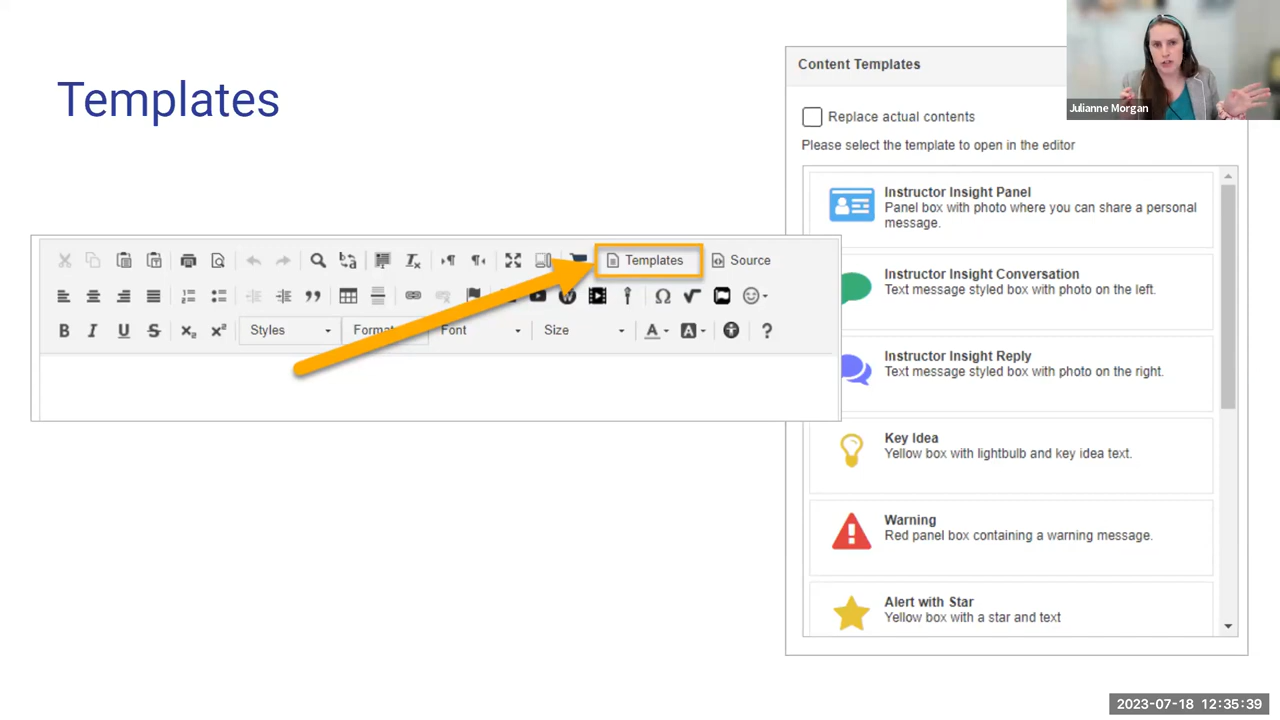 Templates
Templates
Source
B I U S x₂ x² Styles Format Font Size A A ?
Content Templates
Replace actual contents
Please select the template to open in the editor
Instructor Insight Panel
Panel box with photo where you can share a personal
message.
Instructor Insight Conversation
Text message styled box with photo on the left.
Instructor Insight Reply
Text message styled box with photo on the right.
Key Idea
Yellow box with lightbulb and key idea text.
Warning
Red panel box containing a warning message.
Alert with Star
Yellow box with a star and text
Julianne Morgan
2023-07-18 12:35:39